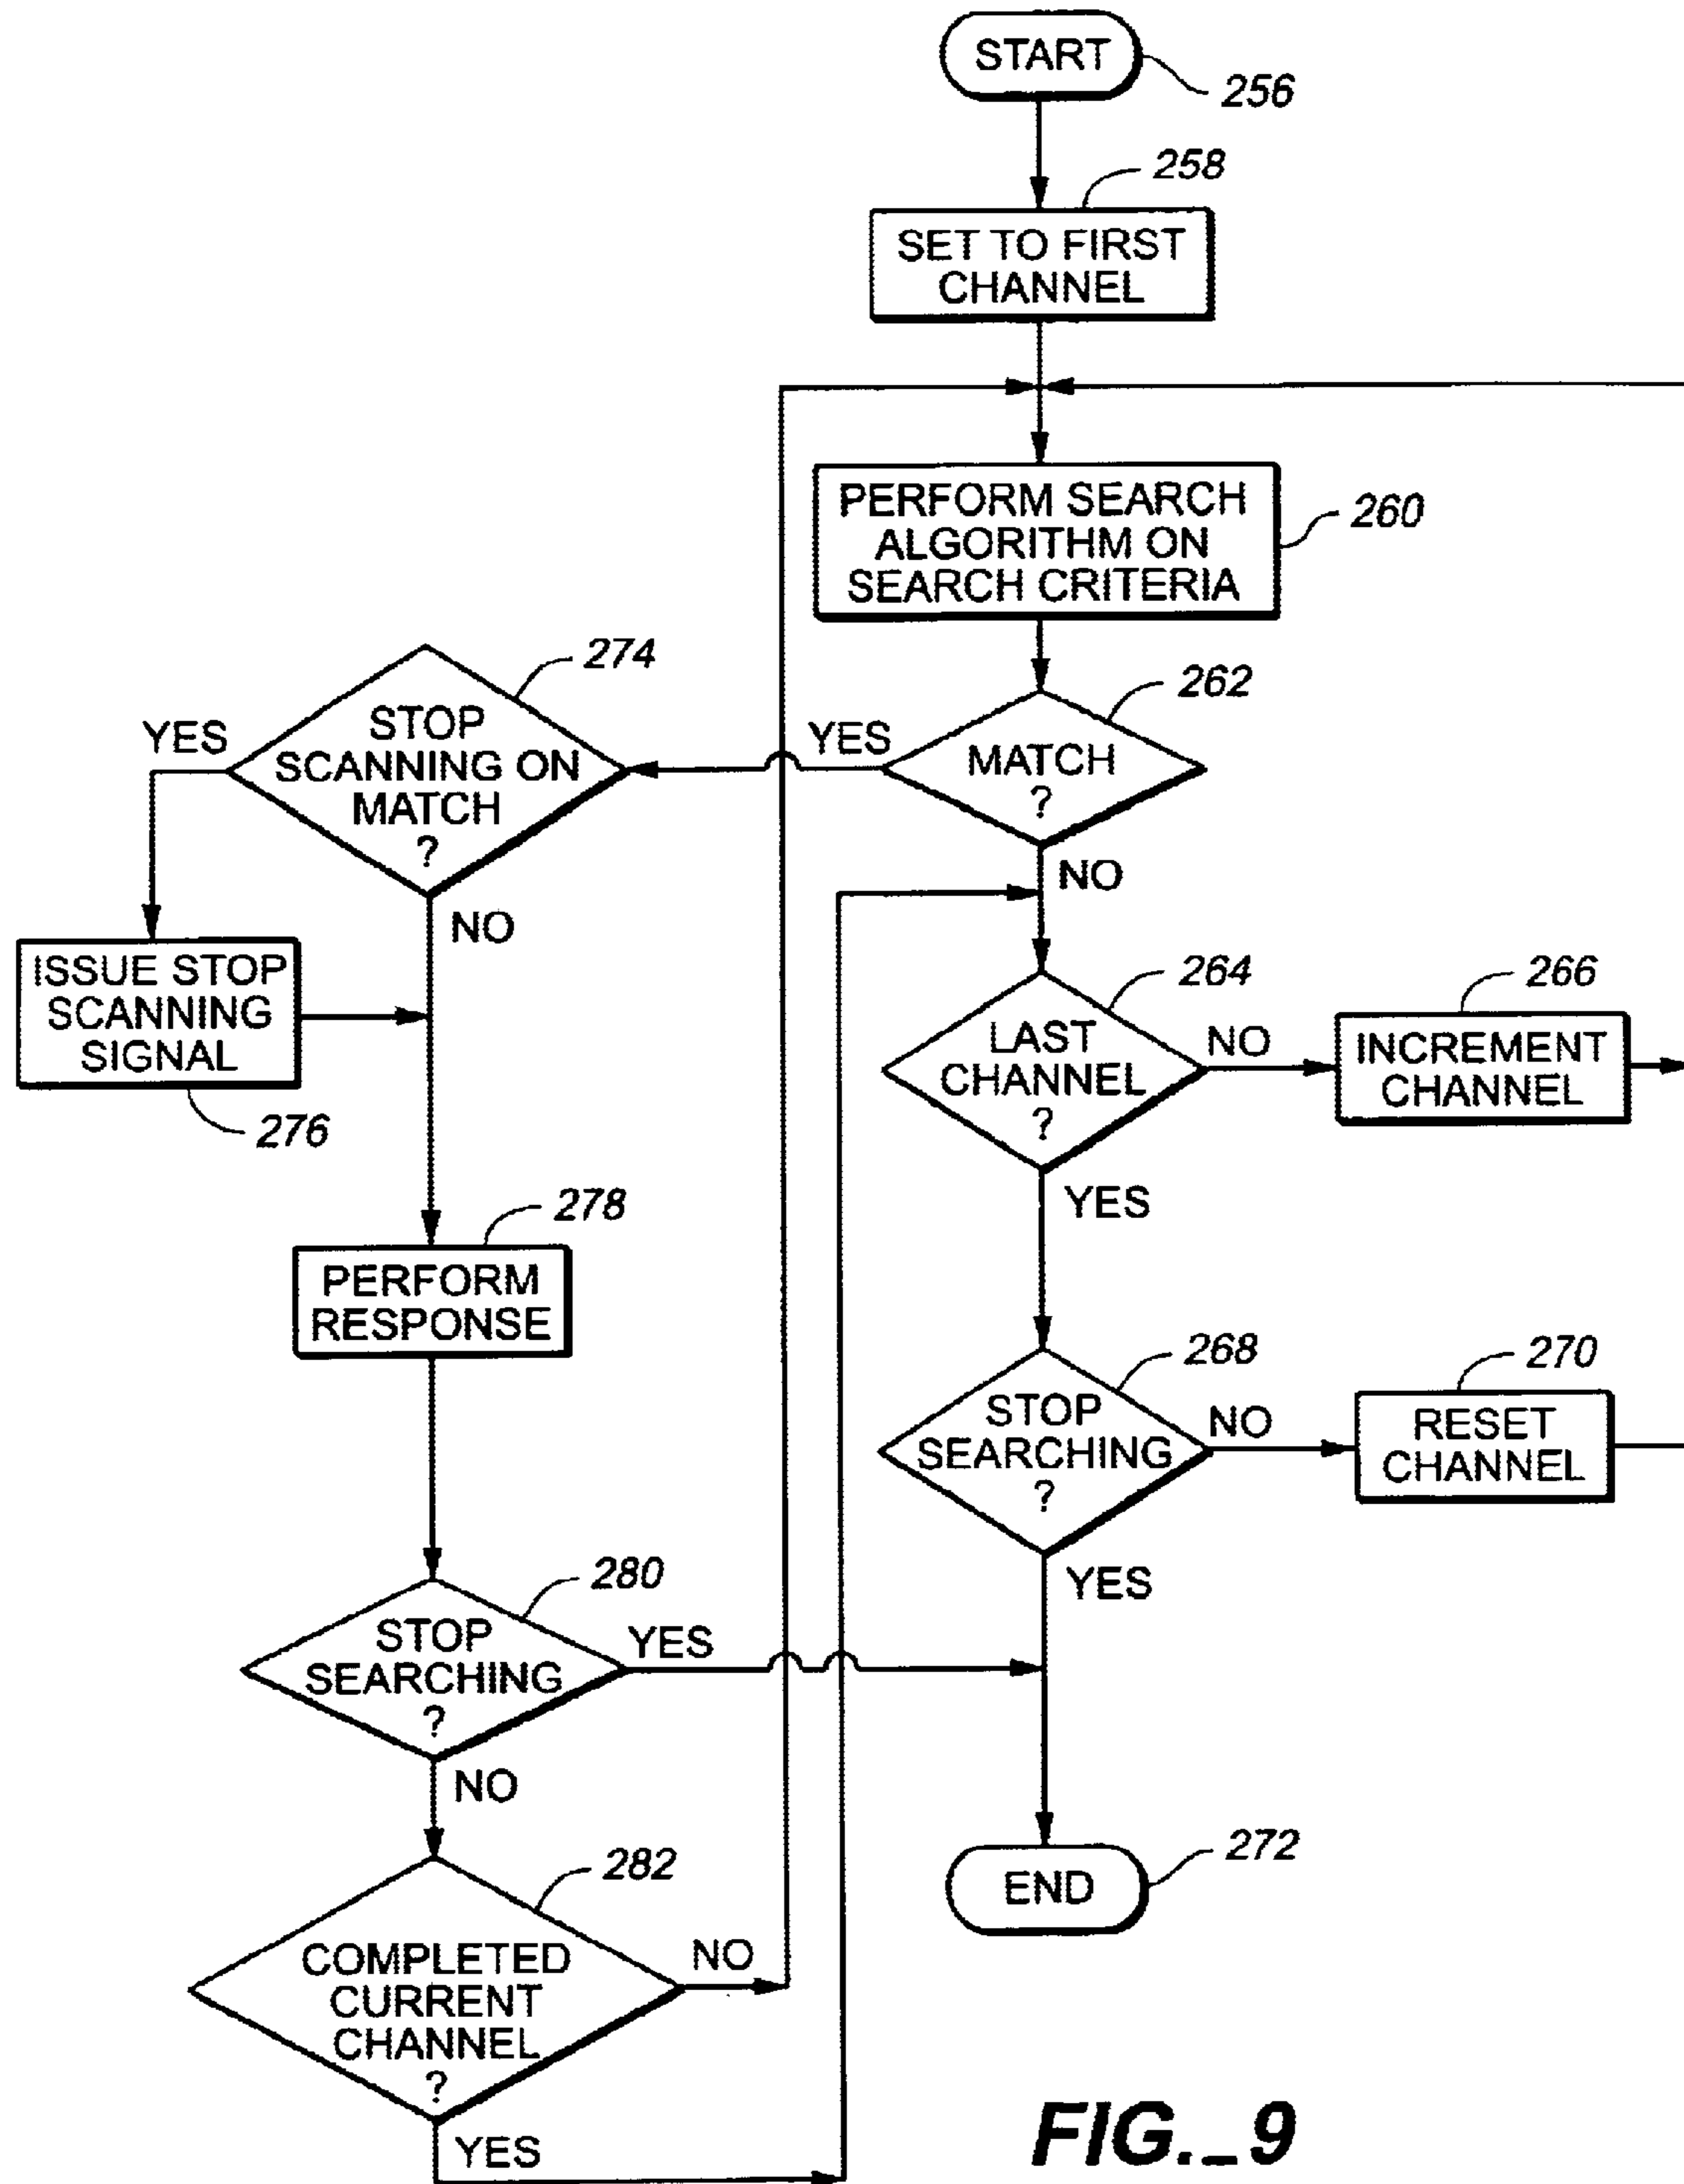 START
256
258
SET TO FIRST
CHANNEL
PERFORM SEARCH
ALGORITHM ON
SEARCH CRITERIA
260
274
STOP
SCANNING ON
MATCH
?
YES
NO
262
MATCH
?
YES
NO
ISSUE STOP
SCANNING
SIGNAL
276
264
LAST
CHANNEL
?
NO
YES
266
INCREMENT
CHANNEL
278
PERFORM
RESPONSE
268
STOP
SEARCHING
?
NO
YES
270
RESET
CHANNEL
280
STOP
SEARCHING
?
YES
NO
282
COMPLETED
CURRENT
CHANNEL
?
NO
YES
END
272
FIG._9